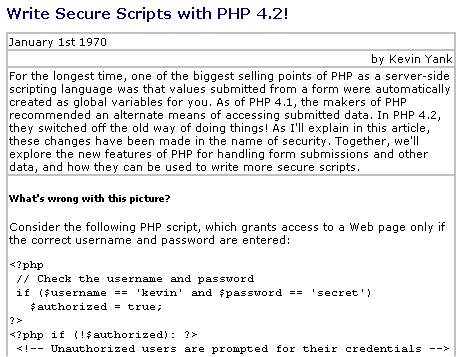 Write Secure Scripts with PHP 4.2!
January 1st 1970
by Kevin Yank
For the longest time, one of the biggest selling points of PHP as a server-side
scripting language was that values submitted from a form were automatically
created as global variables for you. As of PHP 4.1, the makers of PHP
recommended an alternate means of accessing submitted data. In PHP 4.2,
they switched off the old way of doing things! As I'll explain in this article,
these changes have been made in the name of security. Together, we'll
explore the new features of PHP for handling form submissions and other
data, and how they can be used to write more secure scripts.
What's wrong with this picture?
Consider the following PHP script, which grants access to a Web page only if
the correct username and password are entered:
<?php
// Check the username and password
if ($username == 'kevin' and $password == 'secret')
$authorized = true;
?>
<?php if (!$authorized): ?>
<!-- Unauthorized users are prompted for their credentials -->